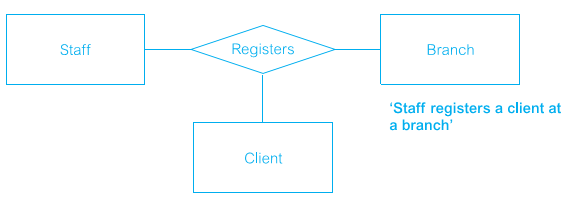 Staff
Registers
Branch
‘Staff registers a client at
a branch’
Client